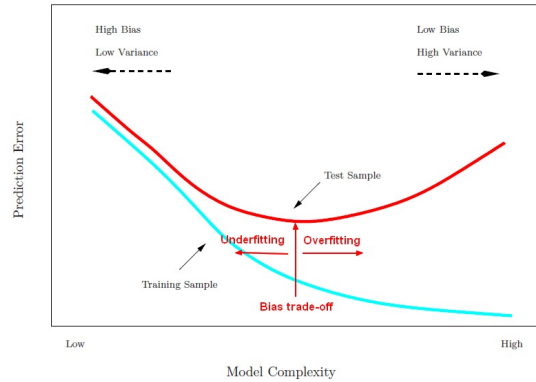 High Bias
Low Variance
Low Bias
High Variance
Prediction Error
Test Sample
Underfitting
Overfitting
Training Sample
Bias trade-off
Low
High
Model Complexity